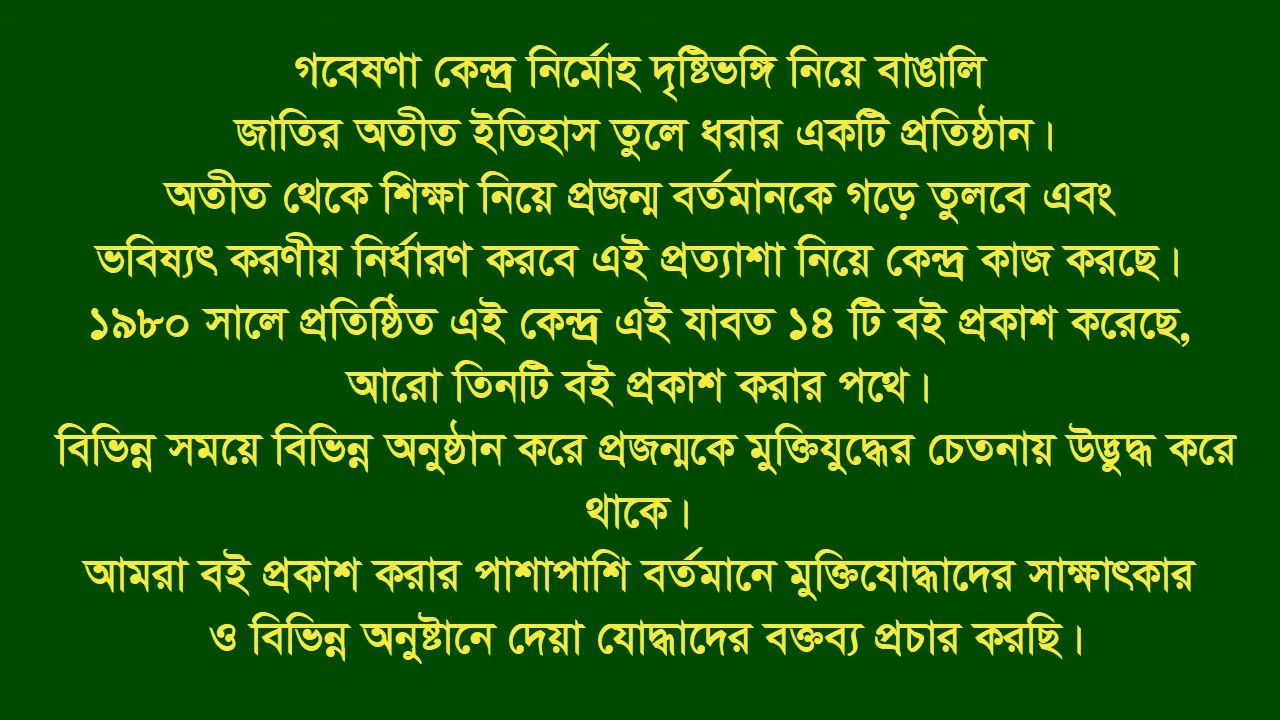 গবেষণা কেন্দ্র নির্মোহ দৃষ্টিভঙ্গি নিয়ে বাঙালি
জাতির অতীত ইতিহাস তুলে ধরার একটি প্রতিষ্ঠান।
অতীত থেকে শিক্ষা নিয়ে প্রজন্ম বর্তমানকে গড়ে তুলবে এবং
ভবিষ্যৎ করণীয় নির্ধারণ করবে এই প্রত্যাশা নিয়ে কেন্দ্র কাজ করছে।
১৯৮০ সালে প্রতিষ্ঠিত এই কেন্দ্র এই যাবত ১৪ টি বই প্রকাশ করেছে,
আরো তিনটি বই প্রকাশ করার পথে।
বিভিন্ন সময়ে বিভিন্ন অনুষ্ঠান করে প্রজন্মকে মুক্তিযুদ্ধের চেতনায় উদ্ভুদ্ধ করে
থাকে।
আমরা বই প্রকাশ করার পাশাপাশি বর্তমানে মুক্তিযোদ্ধাদের সাক্ষাৎকার
ও বিভিন্ন অনুষ্টানে দেয়া যোদ্ধাদের বক্তব্য প্রচার করছি।